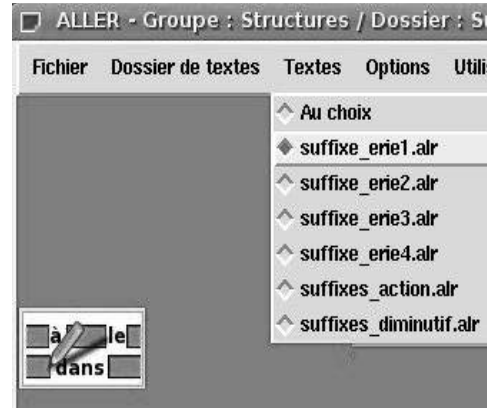 ALLER - Groupe : Structures / Dossier : S
Fichier Dossier de textes Textes Options Utili
Au choix
suffixe_erie1.alr
suffixe_erie2.alr
suffixe_erie3.alr
suffixe_erie4.alr
suffixes_action.alr
suffixes_diminutif.alr
à le
dans